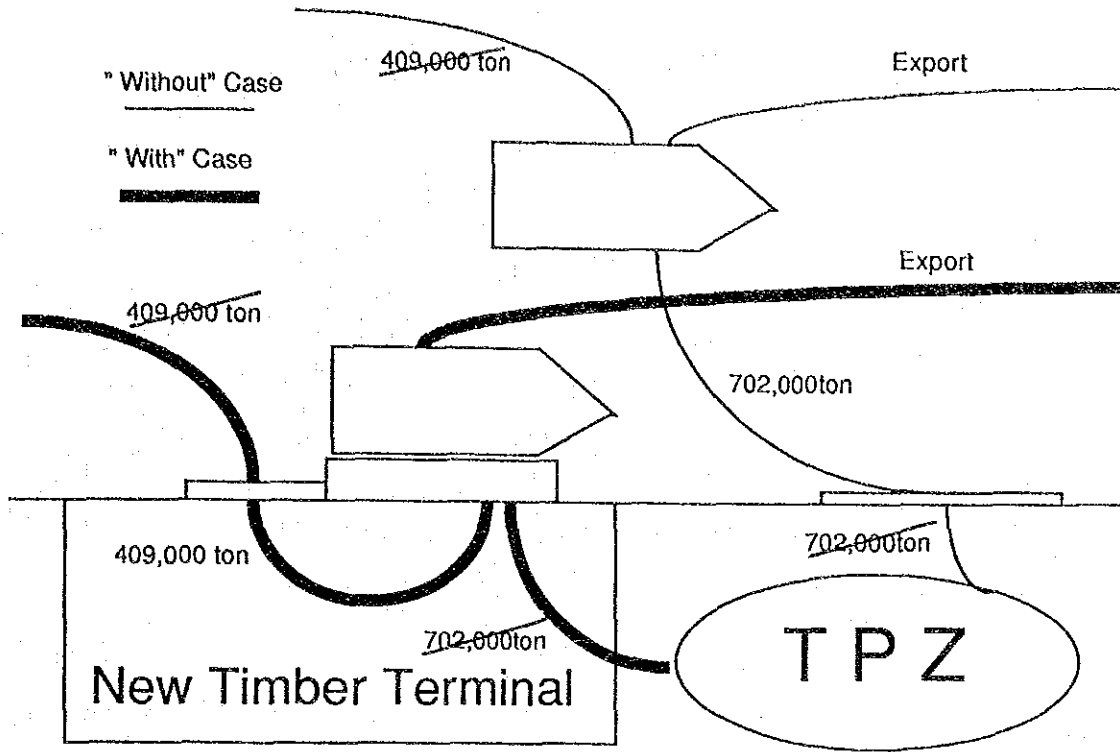 409,000 ton
Export
" Without" Case
" With" Case
Export
409,000 ton
702,000ton
409,000 ton
702,000ton
702,000ton
T P Z
New Timber Terminal